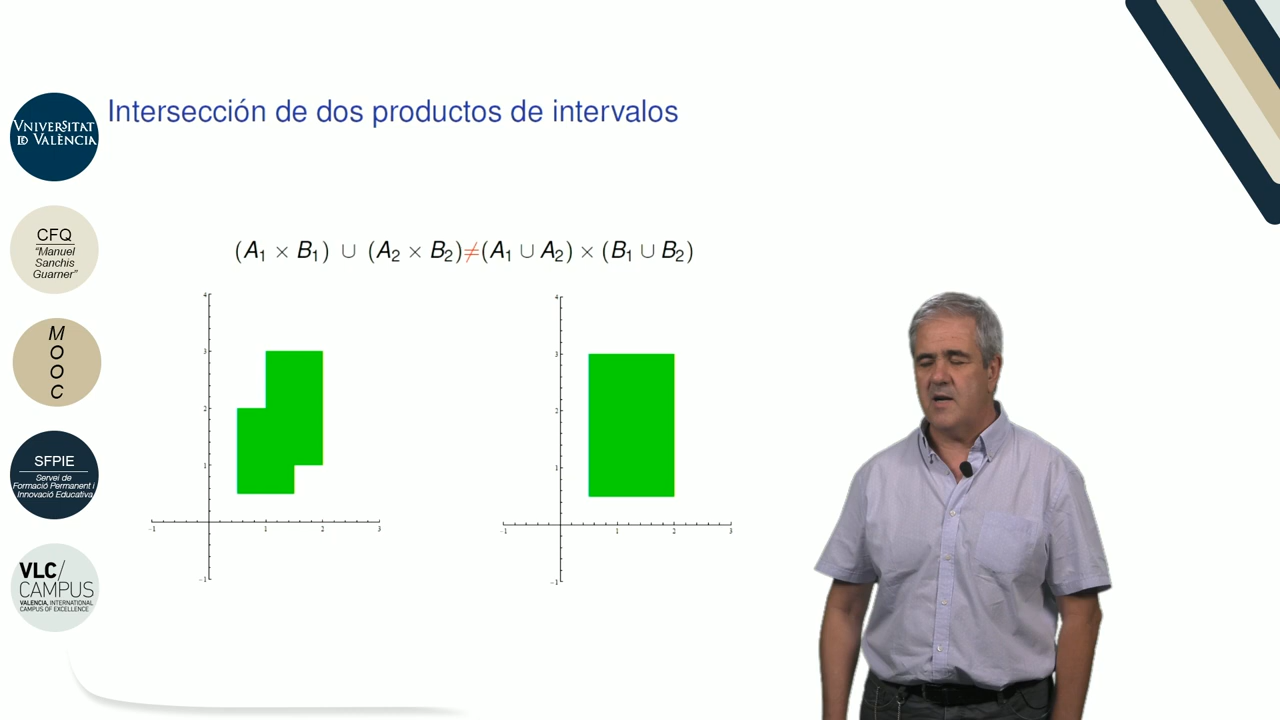 Intersección de dos productos de intervalos
VNIVERSITAT
ID VALÈNCIA
CFQ
“Manuel
Sanchis
Guarner”
M
O
O
C
SFPIE
Servei de
Formació Permanent i
Innovació Educativa
VLC/
CAMPUS
VALENCIA, INTERNATIONAL
CAMPUS OF EXCELLENCE
(A₁ × B₁) ∪ (A₂ × B₂)≠(A₁ ∪ A₂) × (B₁ ∪ B₂)
4
3
2
1
-1
-1
1
2
3
4
3
2
1
-1
-1
1
2
3